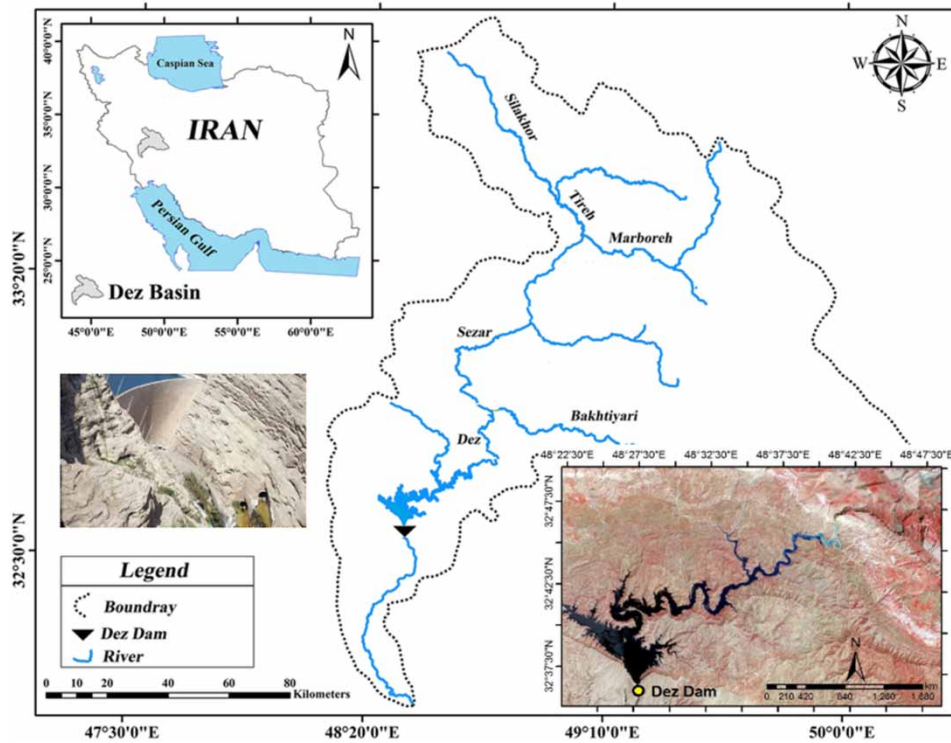 40°0'0"N
35°0'0"N
30°0'0"N
25°0'0"N
Caspian Sea
N
IRAN
Persian Gulf
Dez Basin
45°0'0"E
50°0'0"E
55°0'0"E
60°0'0"E
N
W
E
S
Silakhor
Tireh
Marboreh
Sezar
Bakhtiyari
Dez
33°20'0"N
32°30'0"N
Legend
Boundray
Dez Dam
River
0
5
10
20
40
60
80
Kilometers
48°22'30"E
48°27'30"E
48°32'30"E
48°37'30"E
48°42'30"E
48°47'30"E
32°47'30"N
32°42'30"N
32°37'30"N
N
Dez Dam
0
210
420
840
1,260
1,680
km
47°30'0"E
48°20'0"E
49°10'0"E
50°0'0"E